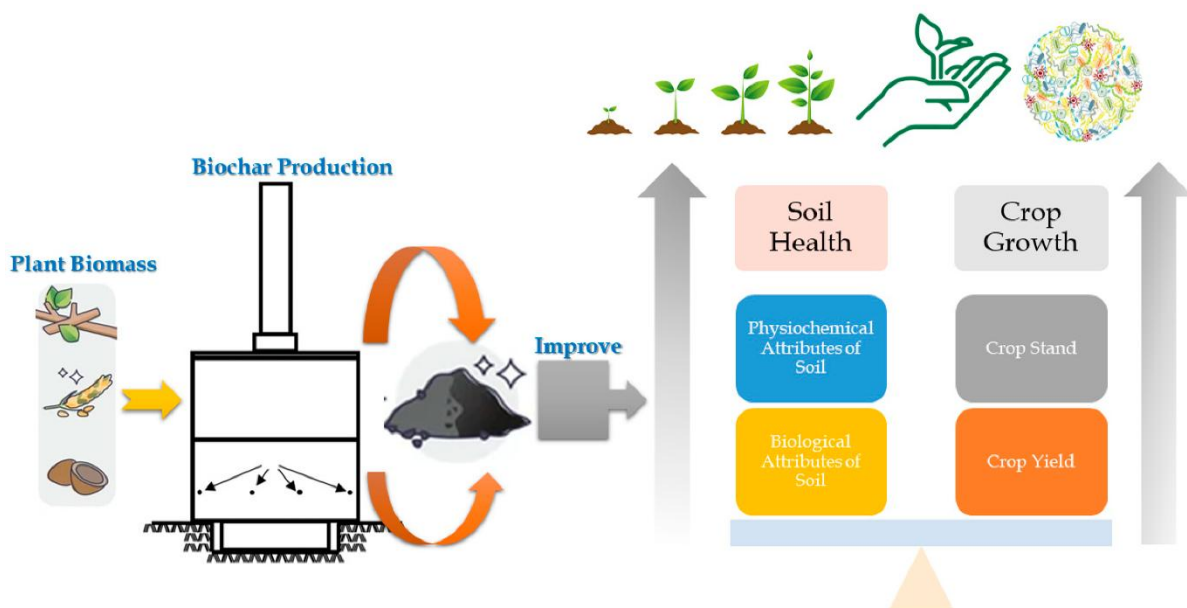 Biochar Production
Plant Biomass
Improve
Soil
Health
Crop
Growth
Physiochemical
Attributes of
Soil
Crop Stand
Biological
Attributes of
Soil
Crop Yield